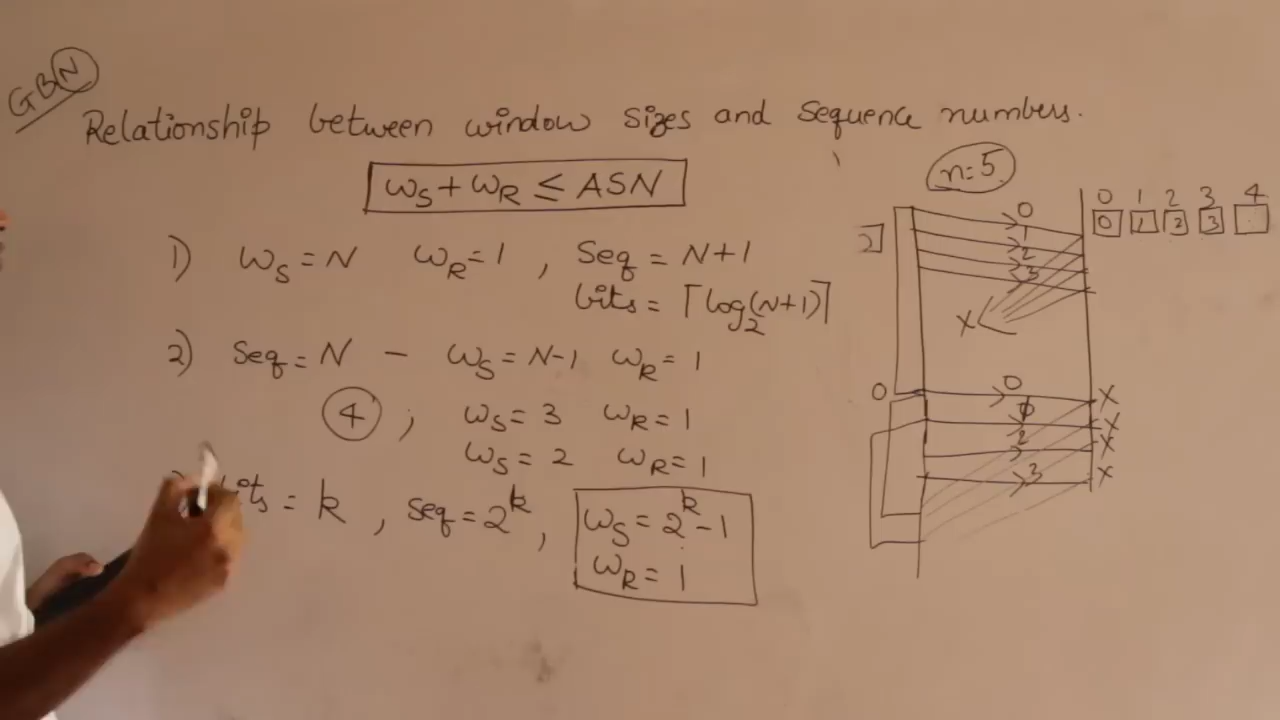 GBN
Relationship between window sizes and sequence numbers.
WS + WR ≤ ASN
1) WS = N WR = 1 , Seq = N+1
bits = ⌈log2(N+1)⌉
2) Seq = N – WS = N-1 WR = 1
4 ; WS = 3 WR = 1
WS = 2 WR = 1
bits = k , seq = 2^k , WS = 2^k - 1
WR = 1
n=5
0 1 2 3 4
0 1 2 3
0
1
2
3
X
0 0 X
X
2 X
3 X